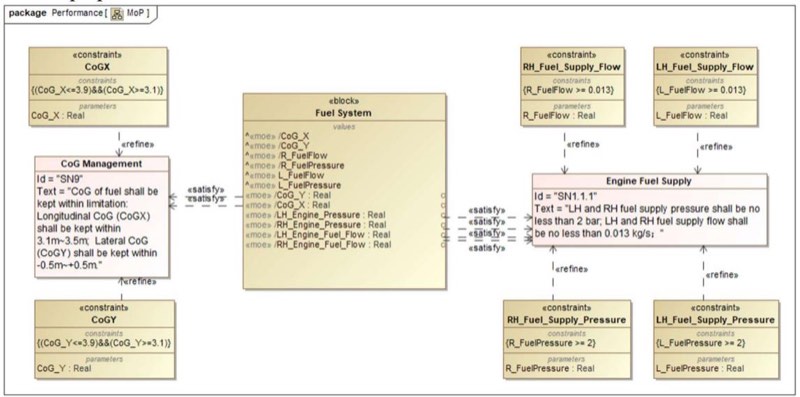 package Performance [ MoP ]
«constraint»
CoGX
constraints
{(CoG_X<=3.9)&&(CoG_X>=3.1)}
parameters
CoG_X : Real
«refine»
CoG Management
Id = "SN9"
Text = "CoG of fuel shall be
kept within limitation:
Longitudinal CoG (CoGX)
shall be kept within
3.1m~3.5m; Lateral CoG
(CoGY) shall be kept within
-0.5m~+0.5m."
«refine»
«constraint»
CoGY
constraints
{(CoG_Y<=3.9)&&(CoG_Y>=3.1)}
parameters
CoG_Y : Real
«satisfy»
«satisfy»
«block»
Fuel System
values
^«moe» /CoG_X
^«moe» /CoG_Y
^«moe» /R_FuelFlow
^«moe» /R_FuelPressure
^«moe» /L_FuelFlow
^«moe» /L_FuelPressure
«moe» /CoG_Y : Real
«moe» /CoG_X : Real
«moe» /LH_Engine_Pressure : Real
«moe» /RH_Engine_Pressure : Real
«moe» /LH_Engine_Fuel_Flow : Real
«moe» /RH_Engine_Fuel_Flow : Real
«satisfy»
«satisfy»
«satisfy»
«satisfy»
«constraint»
RH_Fuel_Supply_Flow
constraints
{R_FuelFlow >= 0.013}
parameters
R_FuelFlow : Real
«constraint»
LH_Fuel_Supply_Flow
constraints
{L_FuelFlow >= 0.013}
parameters
L_FuelFlow : Real
«refine»
«refine»
Engine Fuel Supply
Id = "SN1.1.1"
Text = "LH and RH fuel supply pressure shall be no
less than 2 bar; LH and RH fuel supply flow shall
be no less than 0.013 kg/s; "
«refine»
«refine»
«constraint»
RH_Fuel_Supply_Pressure
constraints
{R_FuelPressure >= 2}
parameters
R_FuelPressure : Real
«constraint»
LH_Fuel_Supply_Pressure
constraints
{L_FuelPressure >= 2}
parameters
L_FuelPressure : Real